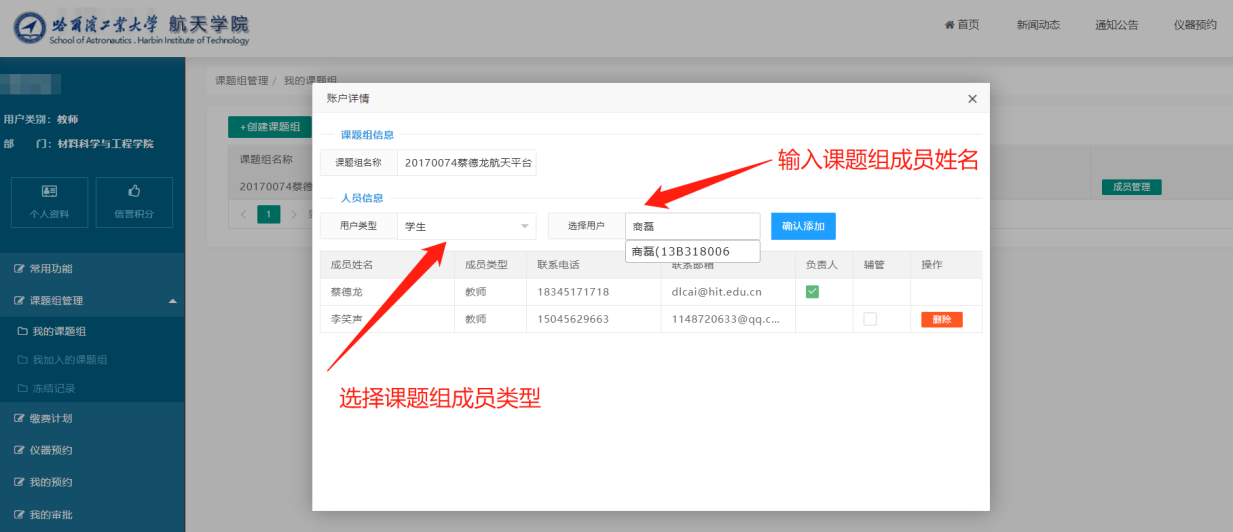 哈尔滨工业大学 航天学院
School of Astronautics . Harbin Institute of Technology
首页 新闻动态 通知公告 仪器预约
用户类别：教师
部 门：材料科学与工程学院
个人资料 信誉积分
常用功能
课题组管理
我的课题组
我加入的课题组
冻结记录
缴费计划
仪器预约
我的预约
我的审批
课题组管理 / 我的课题组
+创建课题组
课题组名称
20170074蔡德
1
成员管理
账户详情
课题组信息
课题组名称 20170074蔡德龙航天平台
输入课题组成员姓名
人员信息
用户类型 学生 选择用户 商磊 确认添加
商磊(13B318006
成员姓名 成员类型 联系电话 联系邮箱 负责人 辅管 操作
蔡德龙 教师 18345171718 dlcai@hit.edu.cn
李笑声 教师 15045629663 1148720633@qq.c... 删除
选择课题组成员类型